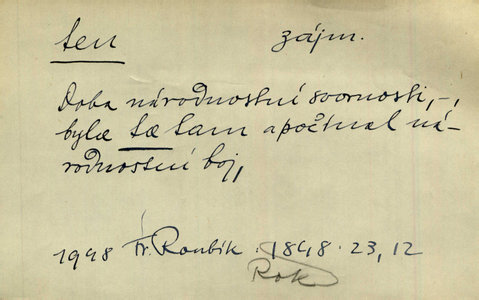 ten zájm.
Doba národnostní svornosti, -,
byla ta tam a počínal ná-
rodnostní boj,
1948 Fr. Roubík. 1848. 23, 12
Rok